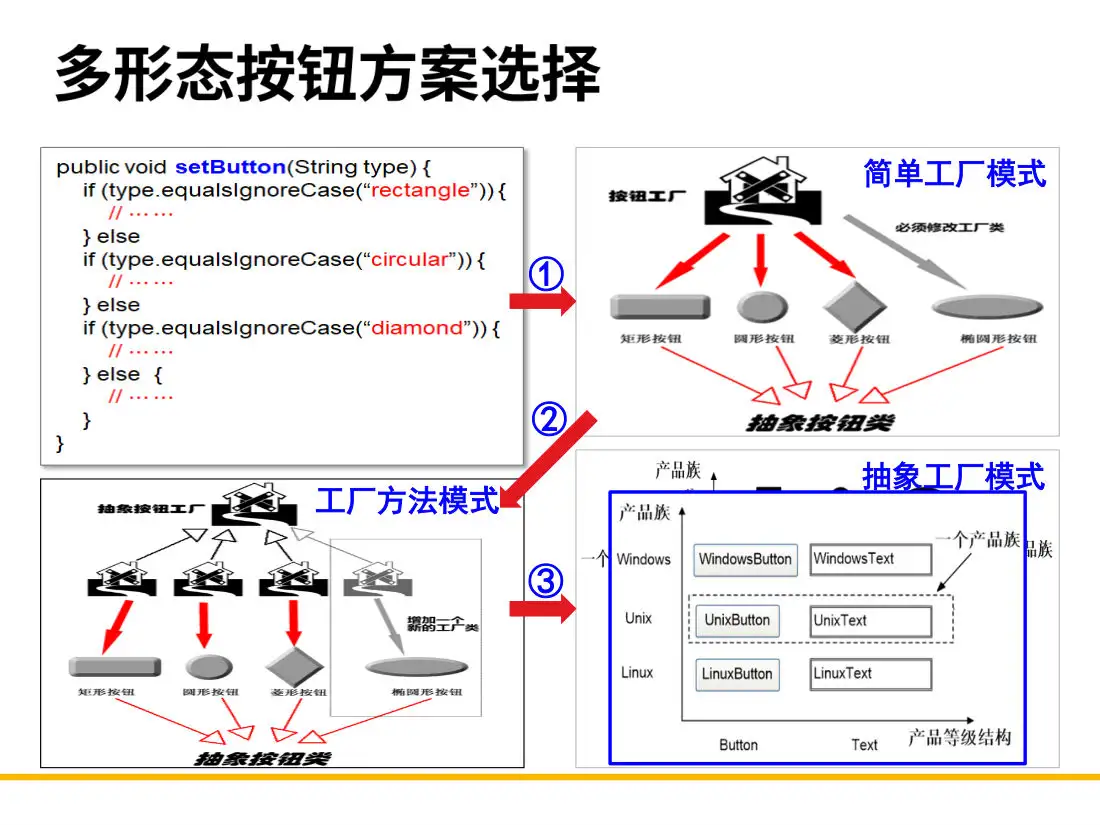 多形态按钮方案选择
public void setButton(String type) {
if (type.equalsIgnoreCase(“rectangle”)) {
// ⋯⋯
} else
if (type.equalsIgnoreCase(“circular”)) {
// ⋯⋯
} else
if (type.equalsIgnoreCase(“diamond”)) {
// ⋯⋯
} else {
// ⋯⋯
}
}
①
简单工厂模式
按钮工厂
必须修改工厂类
矩形按钮
圆形按钮
菱形按钮
椭圆形按钮
抽象按钮类
②
工厂方法模式
抽象按钮工厂
增加一个
新的工厂类
矩形按钮
圆形按钮
菱形按钮
椭圆形按钮
抽象按钮类
③
抽象工厂模式
产品族
产品族
一个产品族
一个
品族
Windows
WindowsButton
WindowsText
Unix
UnixButton
UnixText
Linux
LinuxButton
LinuxText
Button
Text
产品等级结构